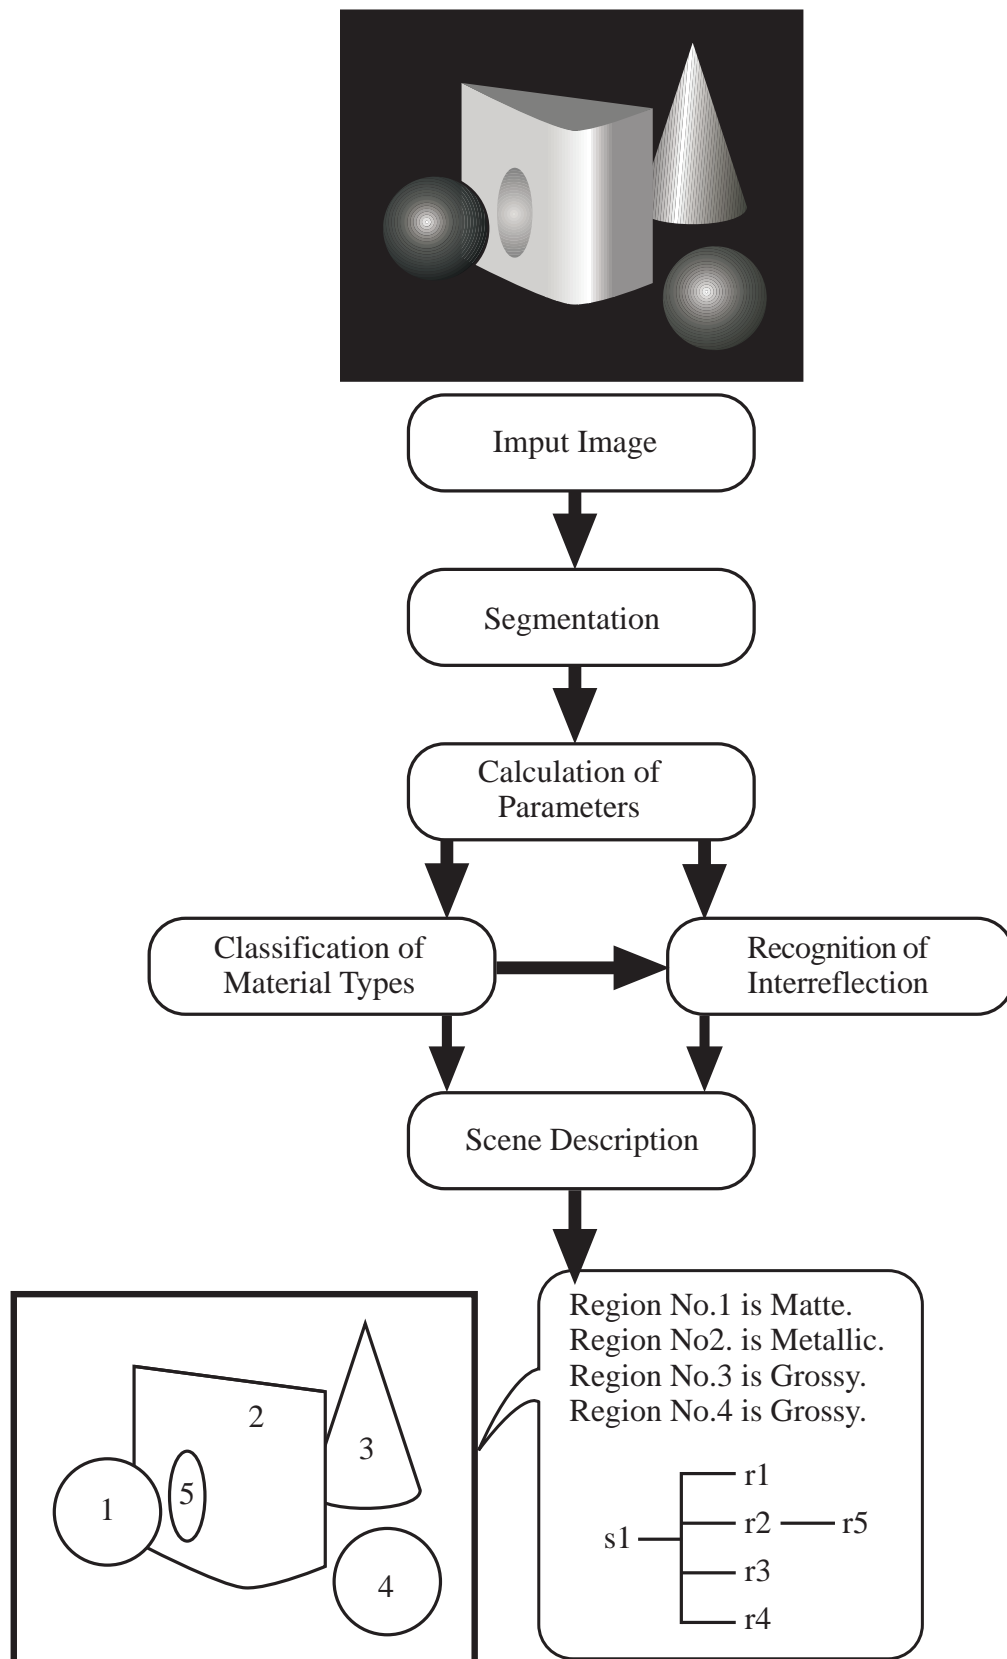 Imput Image
Segmentation
Calculation of
Parameters
Classification of
Material Types
Recognition of
Interreflection
Scene Description
Region No.1 is Matte.
Region No2. is Metallic.
Region No.3 is Grossy.
Region No.4 is Grossy.
1
2
3
4
5
s1
r1
r2
r5
r3
r4